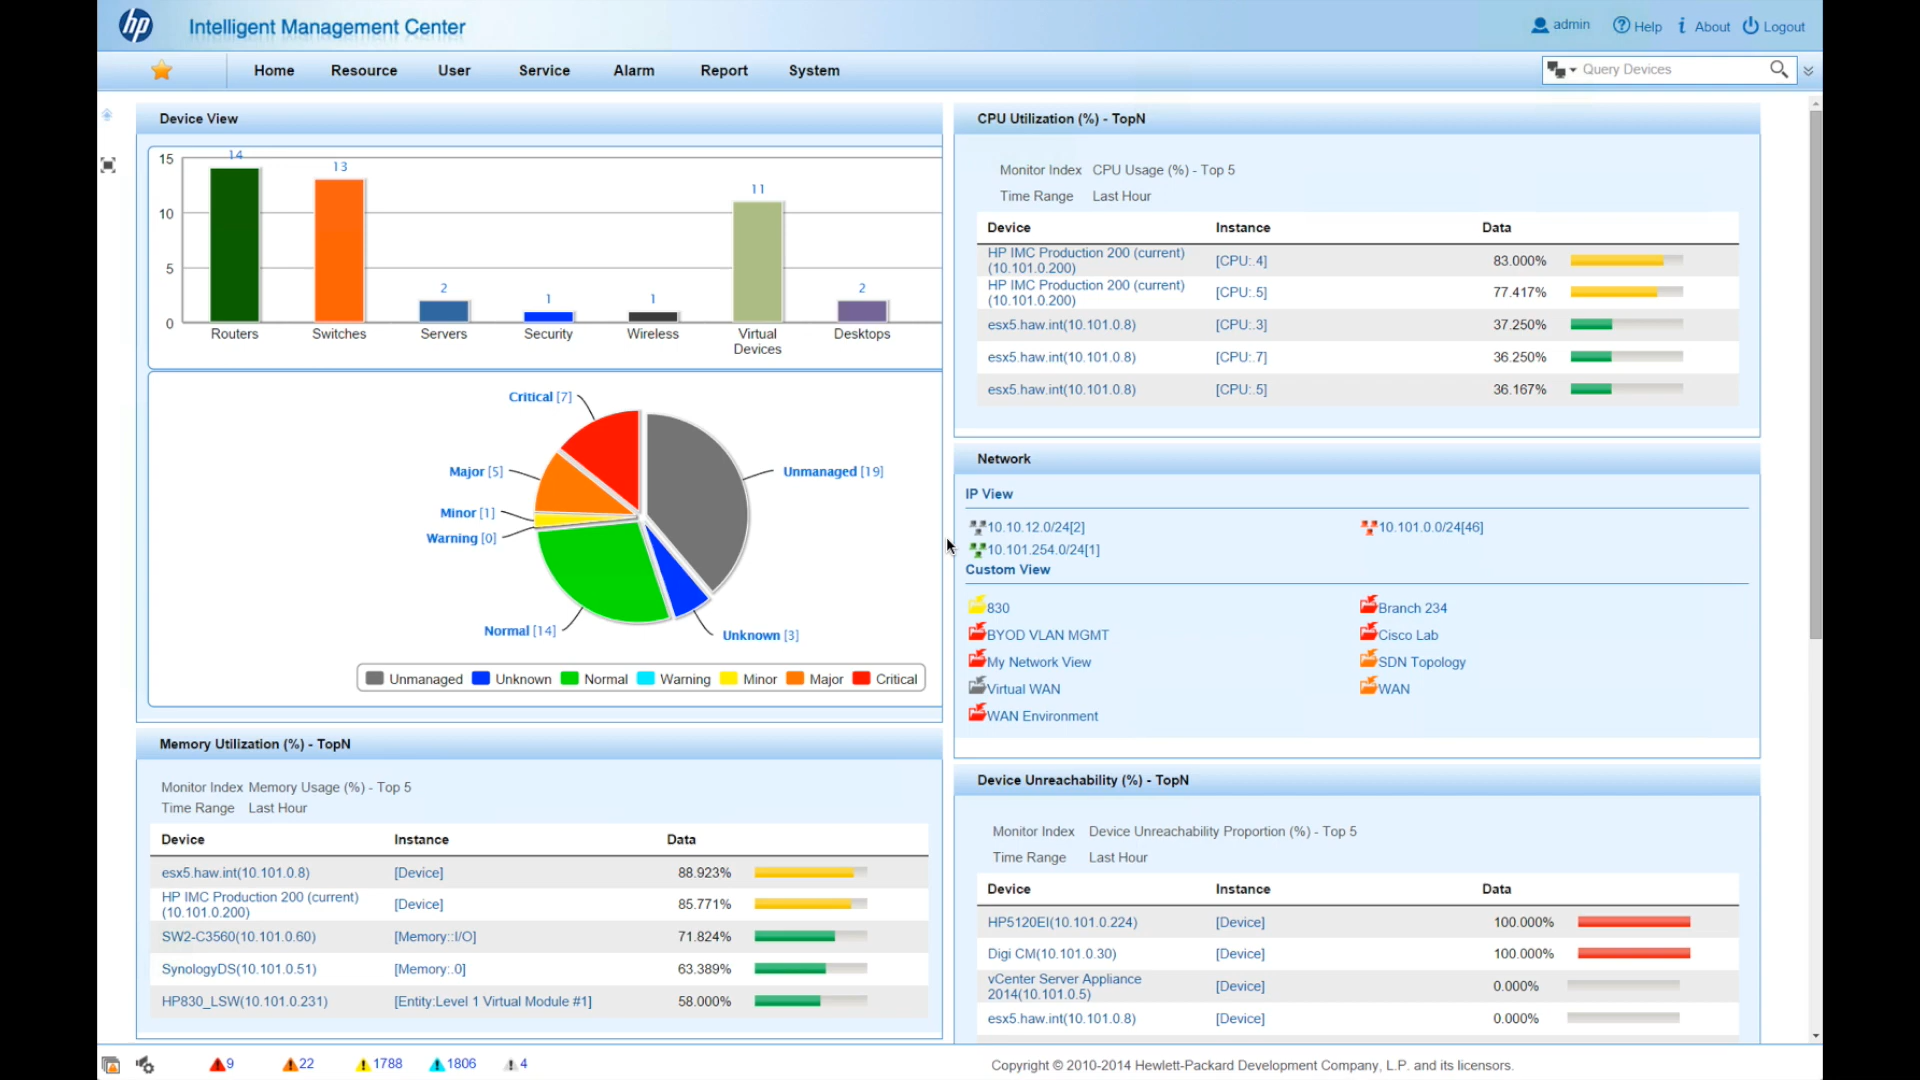 hp
Intelligent Management Center
admin
Help
About
Logout
Home Resource User Service Alarm Report System
Query Devices
Device View
15
10
5
0
14
13
2
1
1
11
2
Routers Switches Servers Security Wireless Virtual Devices Desktops
Critical [7]
Major [5]
Unmanaged [19]
Minor [1]
Warning [0]
Normal [14]
Unknown [3]
Unmanaged Unknown Normal Warning Minor Major Critical
Memory Utilization (%) - TopN
Monitor Index Memory Usage (%) - Top 5
Time Range Last Hour
Device Instance Data
esx5.haw.int(10.101.0.8) [Device] 88.923%
HP IMC Production 200 (current)
(10.101.0.200) [Device] 85.771%
SW2-C3560(10.101.0.60) [Memory::I/O] 71.824%
SynologyDS(10.101.0.51) [Memory:.0] 63.389%
HP830_LSW(10.101.0.231) [Entity:Level 1 Virtual Module #1] 58.000%
CPU Utilization (%) - TopN
Monitor Index CPU Usage (%) - Top 5
Time Range Last Hour
Device Instance Data
HP IMC Production 200 (current)
(10.101.0.200) [CPU:.4] 83.000%
HP IMC Production 200 (current)
(10.101.0.200) [CPU:.5] 77.417%
esx5.haw.int(10.101.0.8) [CPU:.3] 37.250%
esx5.haw.int(10.101.0.8) [CPU:.7] 36.250%
esx5.haw.int(10.101.0.8) [CPU:.5] 36.167%
Network
IP View
10.10.12.0/24[2] 10.101.0.0/24[46]
10.101.254.0/24[1]
Custom View
830 Branch 234
BYOD VLAN MGMT Cisco Lab
My Network View SDN Topology
Virtual WAN WAN
WAN Environment
Device Unreachability (%) - TopN
Monitor Index Device Unreachability Proportion (%) - Top 5
Time Range Last Hour
Device Instance Data
HP5120EI(10.101.0.224) [Device] 100.000%
Digi CM(10.101.0.30) [Device] 100.000%
vCenter Server Appliance
2014(10.101.0.5) [Device] 0.000%
esx5.haw.int(10.101.0.8) [Device] 0.000%
9 22 1788 1806 4
Copyright © 2010-2014 Hewlett-Packard Development Company, L.P. and its licensors.